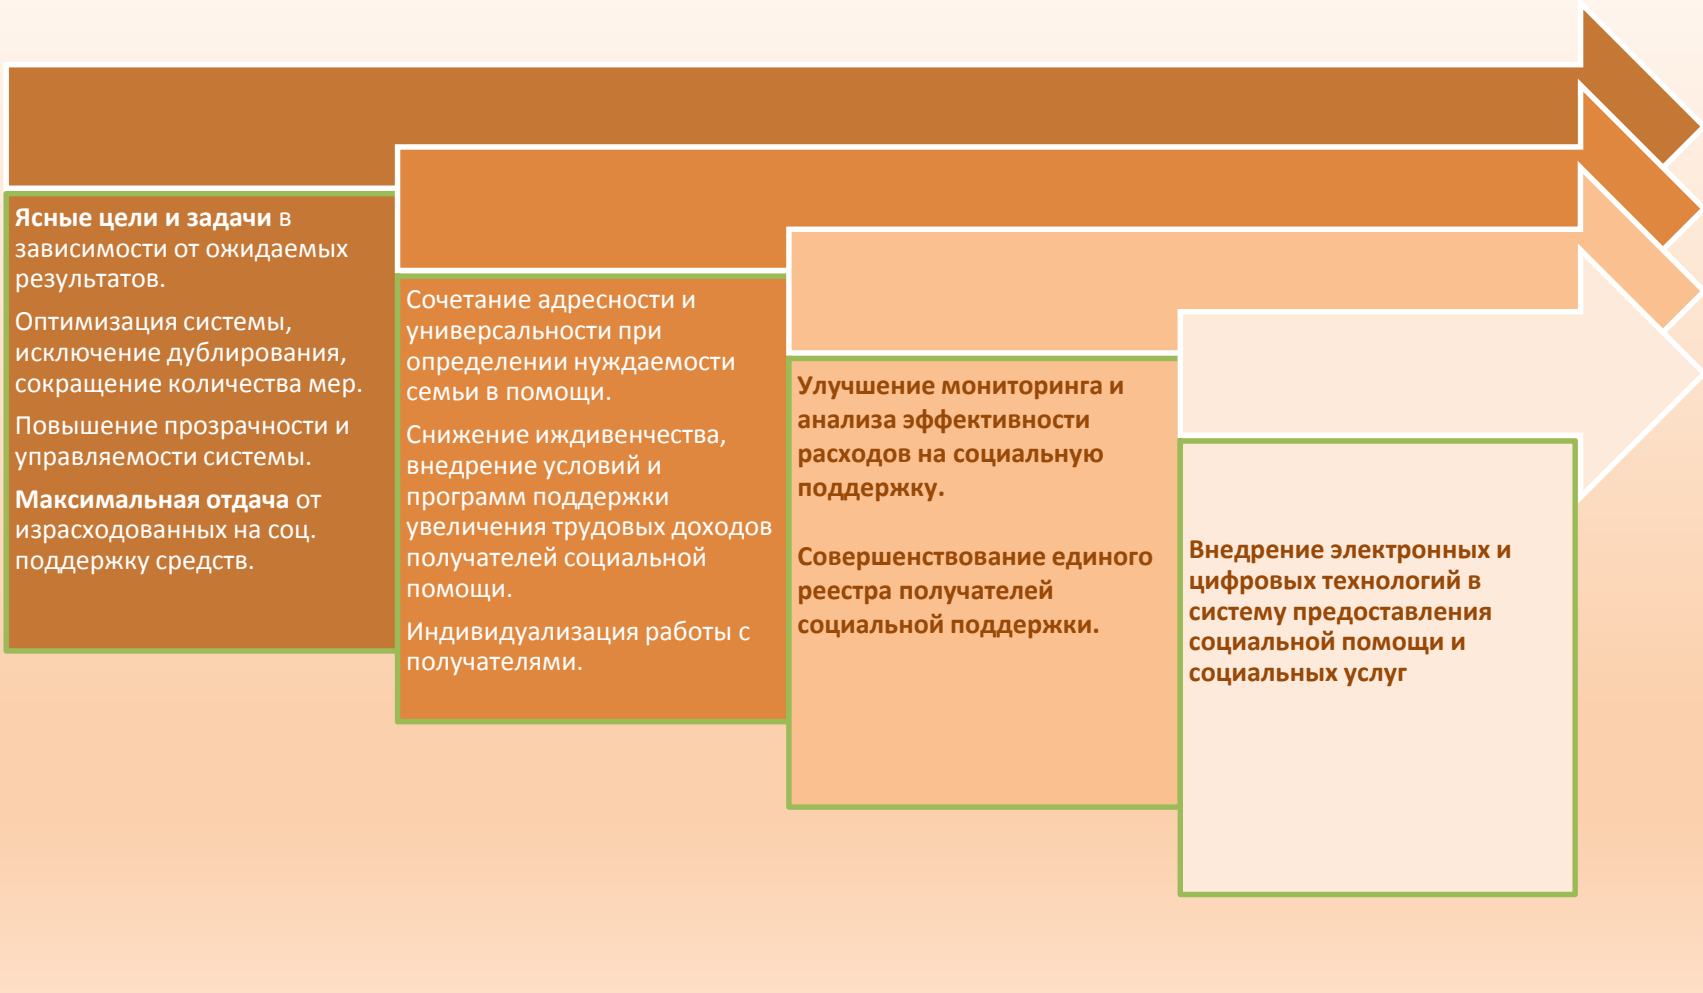 Ясные цели и задачи в
зависимости от ожидаемых
результатов.
Оптимизация системы,
исключение дублирования,
сокращение количества мер.
Повышение прозрачности и
управляемости системы.
Максимальная отдача от
израсходованных на соц.
поддержку средств.
Сочетание адресности и
универсальности при
определении нуждаемости
семьи в помощи.
Снижение иждивенчества,
внедрение условий и
программ поддержки
увеличения трудовых доходов
получателей социальной
помощи.
Индивидуализация работы с
получателями.
Улучшение мониторинга и
анализа эффективности
расходов на социальную
поддержку.
Совершенствование единого
реестра получателей
социальной поддержки.
Внедрение электронных и
цифровых технологий в
систему предоставления
социальной помощи и
социальных услуг